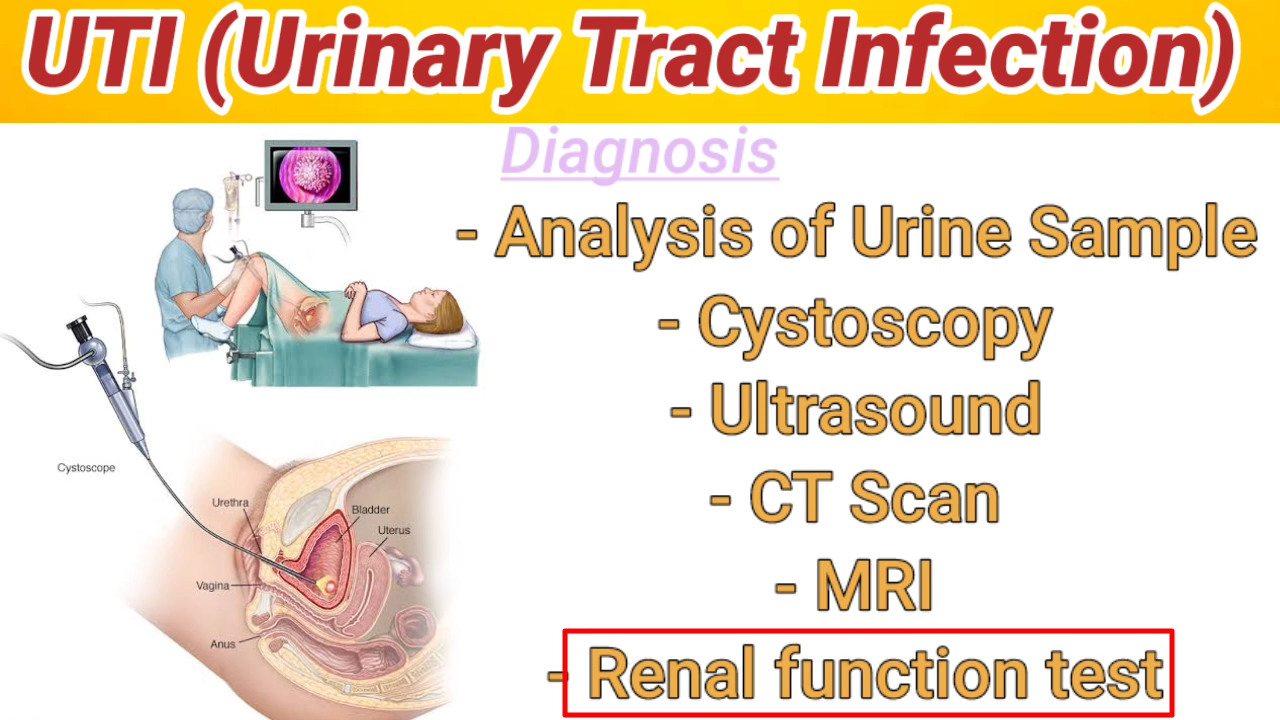 UTI (Urinary Tract Infection)
Diagnosis
- Analysis of Urine Sample
- Cystoscopy
- Ultrasound
- CT Scan
- MRI
- Renal function test
Cystoscope
Urethra
Bladder
Uterus
Vagina
Anus